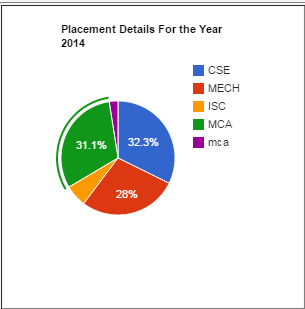 Placement Details For the Year
2014
CSE
MECH
ISC
MCA
mca
31.1%
32.3%
28%